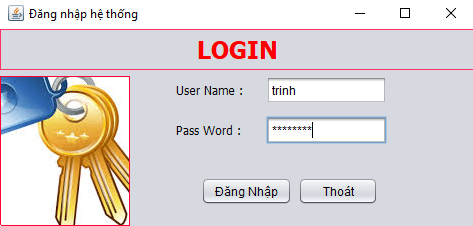 Đăng nhập hệ thống
LOGIN
User Name : trinh
Pass Word : ********
Đăng Nhập Thoát